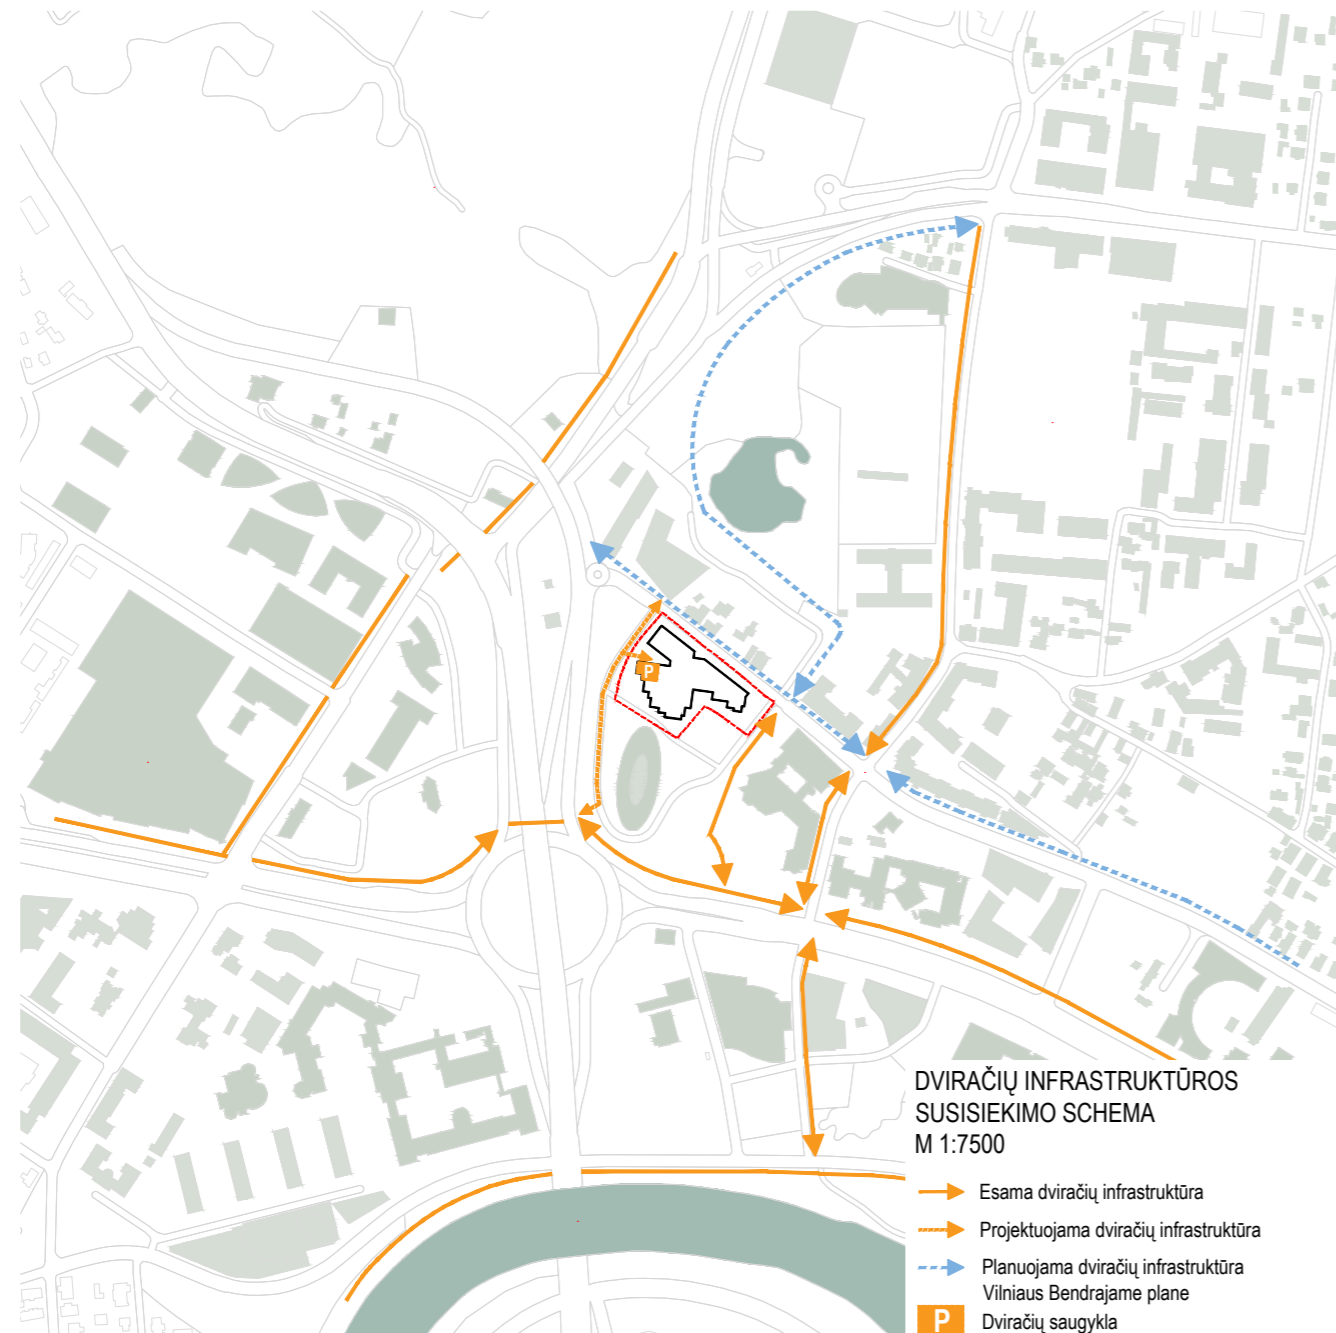 P
DVIRAČIŲ INFRASTRUKTŪROS
SUSISIEKIMO SCHEMA
M 1:7500
Esama dviračių infrastruktūra
Projektuojama dviračių infrastruktūra
Planuojama dviračių infrastruktūra
Vilniaus Bendrajame plane
P Dviračių saugykla